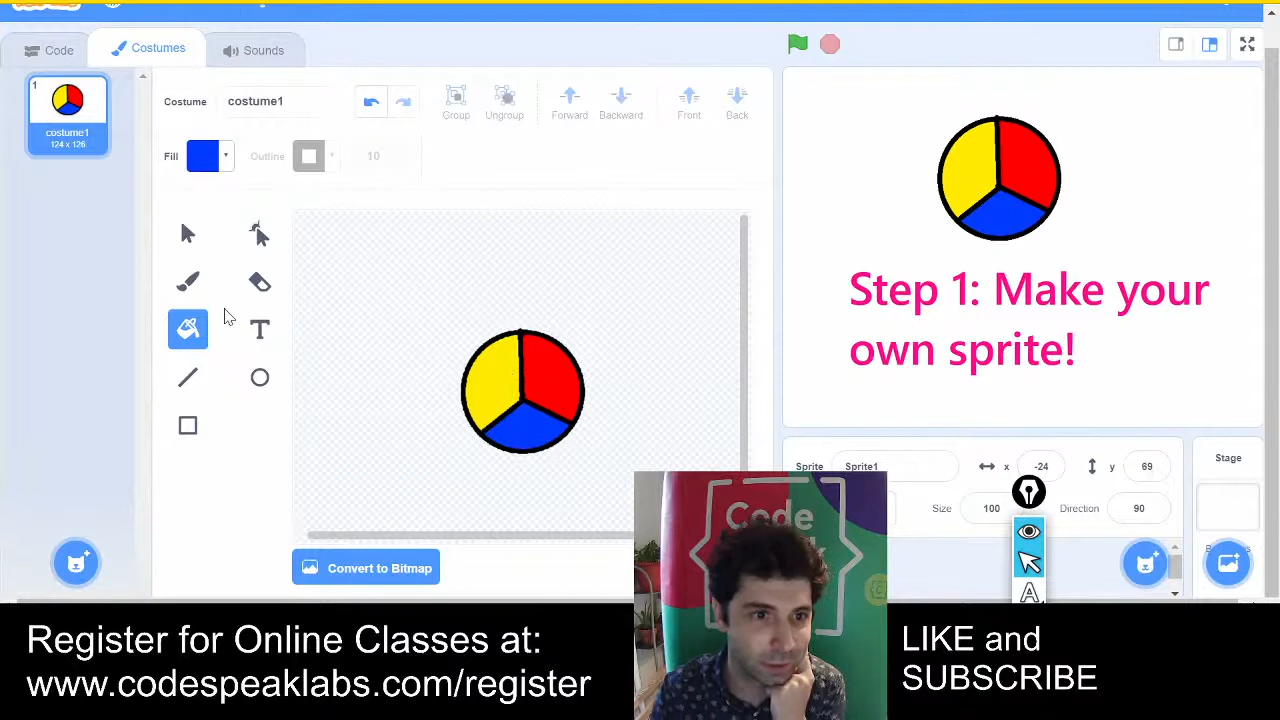 Code
Costumes
Sounds
1
costume1
124 x 126
Costume
costume1
Group
Ungroup
Forward
Backward
Front
Back
Fill
Outline
10
T
Convert to Bitmap
Step 1: Make your
own sprite!
Sprite
Sprite1
x
-24
y
69
Size
100
Direction
90
Stage
A
Code
Register for Online Classes at:
www.codespeaklabs.com/register
LIKE and
SUBSCRIBE